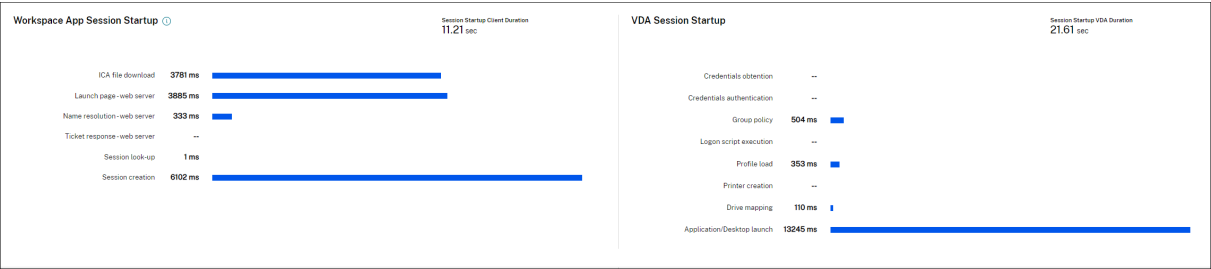 Workspace App Session Startup
Session Startup Client Duration
11.21 sec
ICA file download 3781 ms
Launch page - web server 3885 ms
Name resolution - web server 333 ms
Ticket response - web server --
Session look-up 1 ms
Session creation 6102 ms
VDA Session Startup
Session Startup VDA Duration
21.61 sec
Credentials obtention --
Credentials authentication --
Group policy 504 ms
Logon script execution --
Profile load 353 ms
Printer creation --
Drive mapping 110 ms
Application/Desktop launch 13245 ms